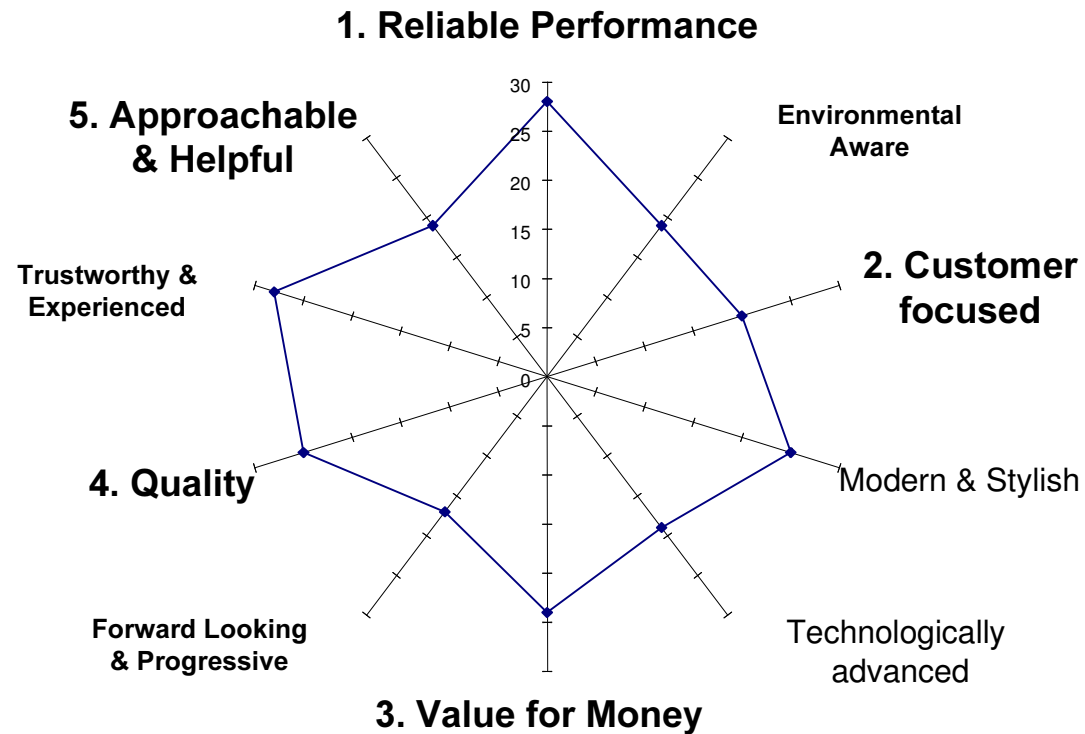 1. Reliable Performance
5. Approachable
& Helpful
Environmental
Aware
30
25
20
15
10
5
0
2. Customer
focused
Trustworthy &
Experienced
4. Quality
Modern & Stylish
Forward Looking
& Progressive
Technologically
advanced
3. Value for Money